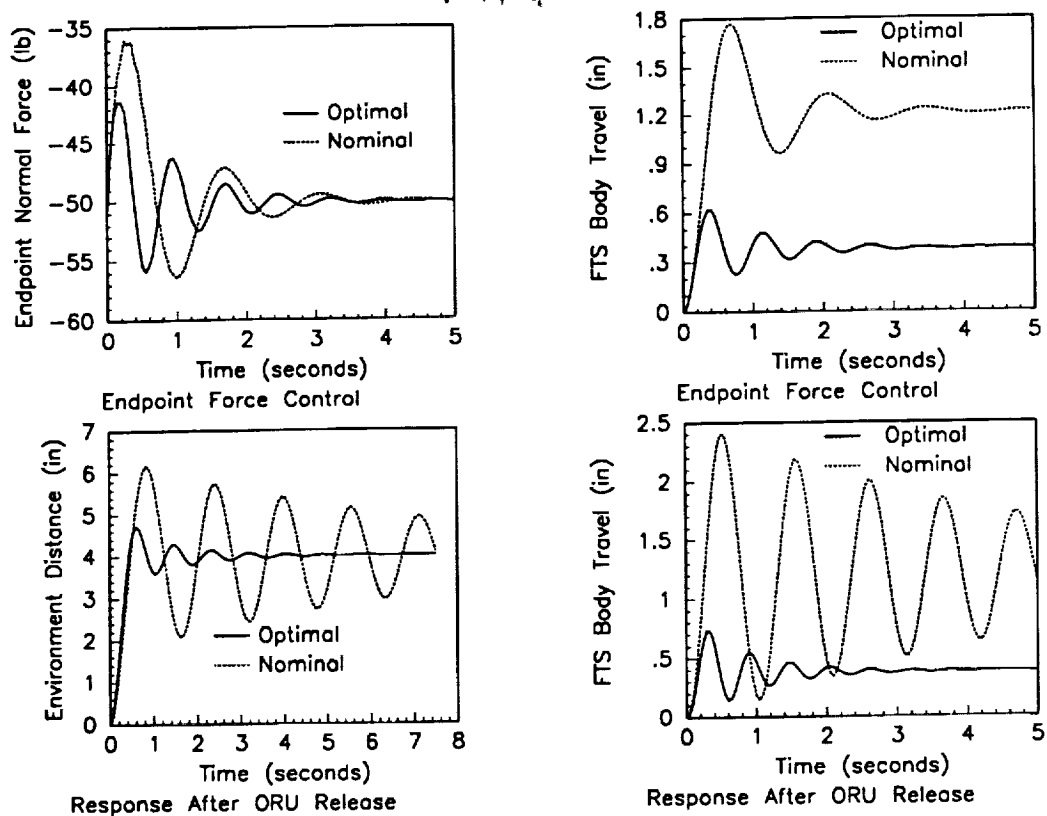 Endpoint Normal Force (lb)
-35
-40
-45
-50
-55
-60
Optimal
Nominal
0 1 2 3 4 5
Time (seconds)
Endpoint Force Control
FTS Body Travel (in)
1.8
1.5
1.2
.9
.6
.3
0
Optimal
Nominal
0 1 2 3 4 5
Time (seconds)
Endpoint Force Control
Environment Distance (in)
7
6
5
4
3
2
1
0
Optimal
Nominal
0 1 2 3 4 5 6 7 8
Time (seconds)
Response After ORU Release
FTS Body Travel (in)
2.5
2
1.5
1
.5
0
Optimal
Nominal
0 1 2 3 4 5
Time (seconds)
Response After ORU Release